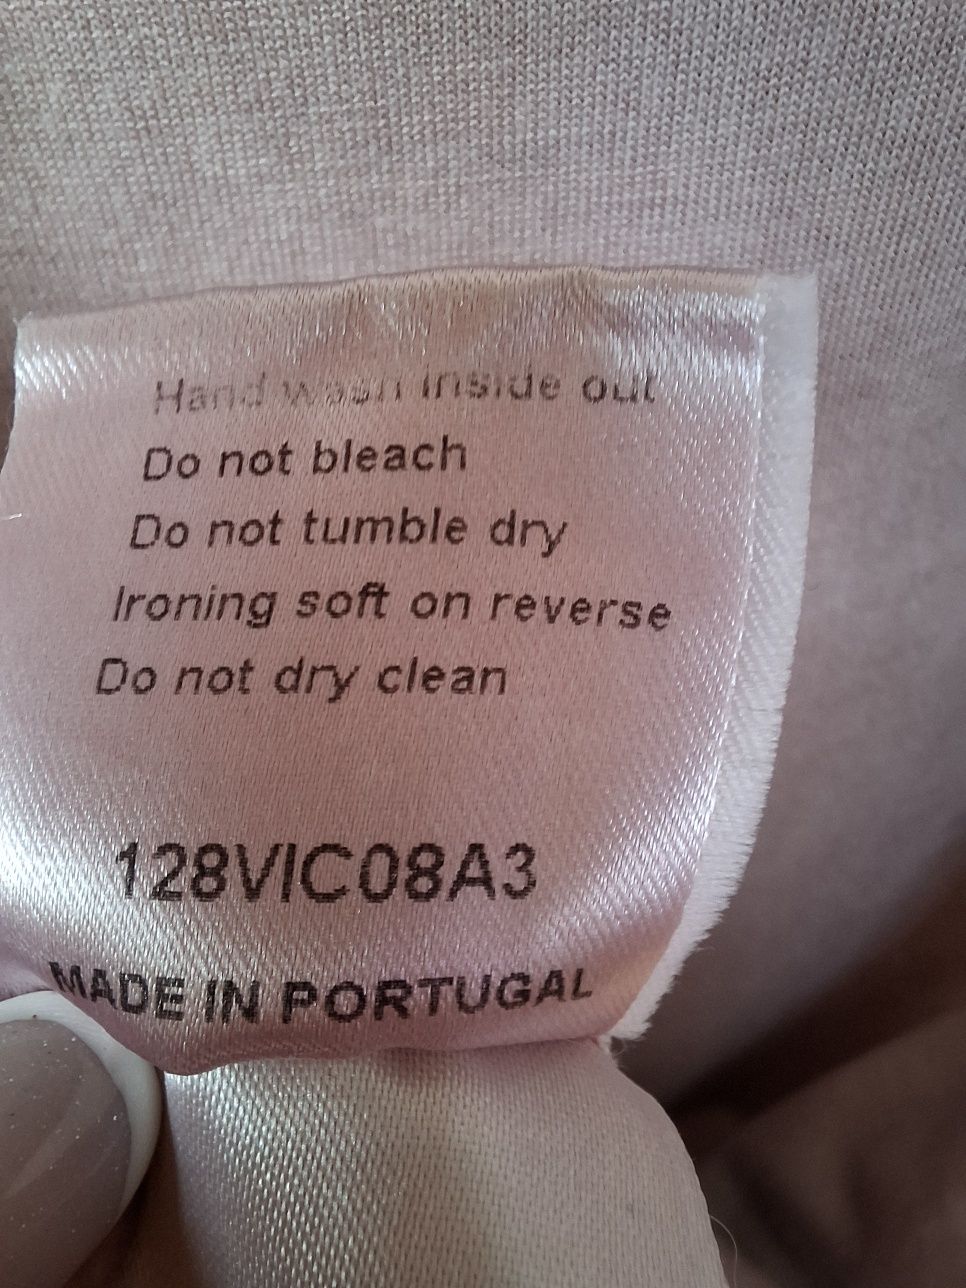 Hand wash inside out
Do not bleach
Do not tumble dry
Ironing soft on reverse
Do not dry clean
128VIC08A3
MADE IN PORTUGAL